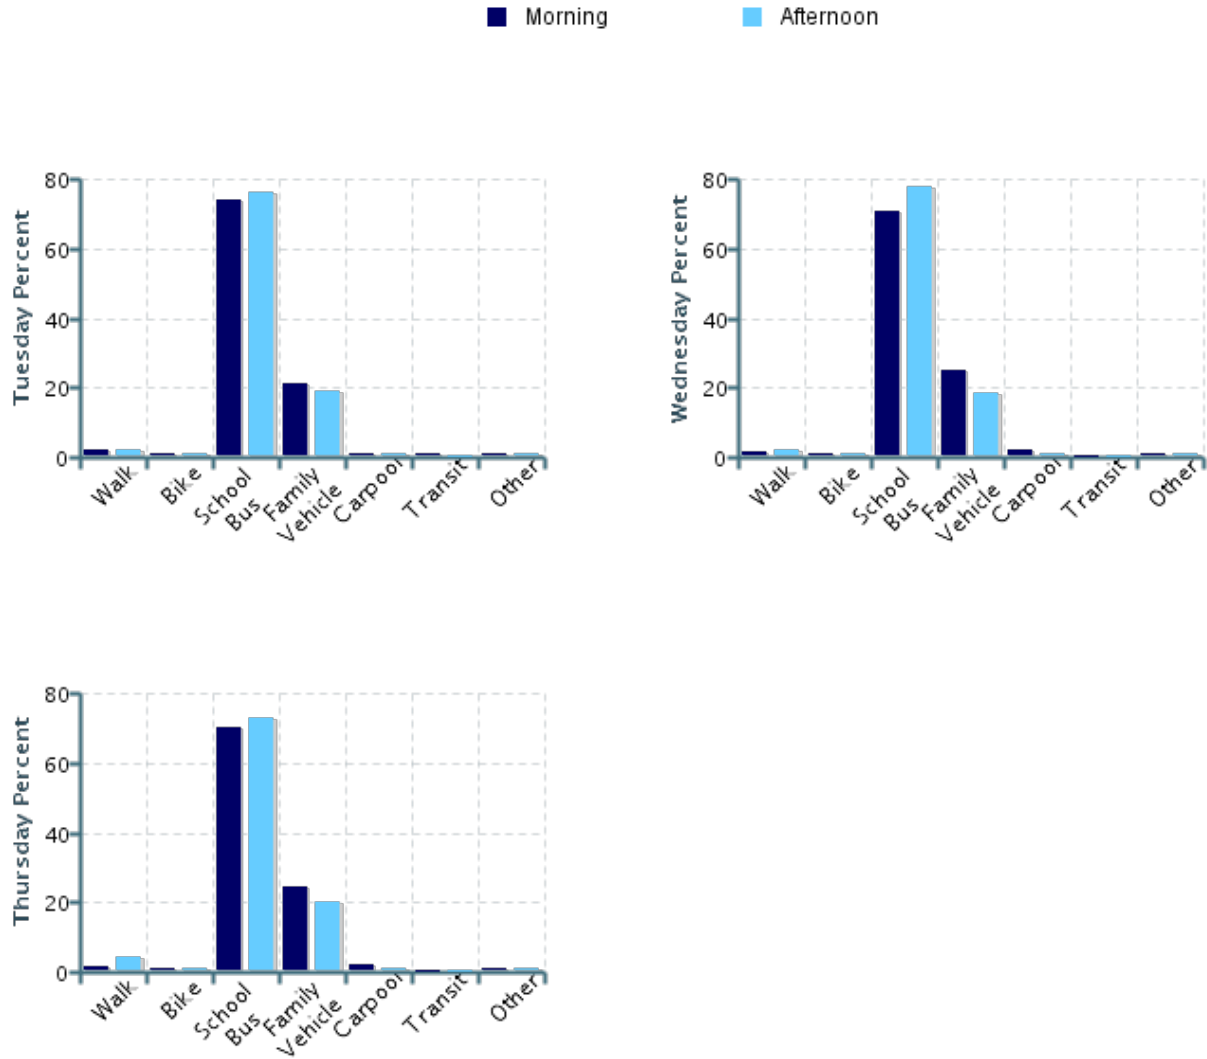 Morning Afternoon
Tuesday Percent
80
60
40
20
0
Walk
Bike
School Bus
Family Vehicle
Carpool
Transit
Other
Wednesday Percent
80
60
40
20
0
Walk
Bike
School Bus
Family Vehicle
Carpool
Transit
Other
Thursday Percent
80
60
40
20
0
Walk
Bike
School Bus
Family Vehicle
Carpool
Transit
Other